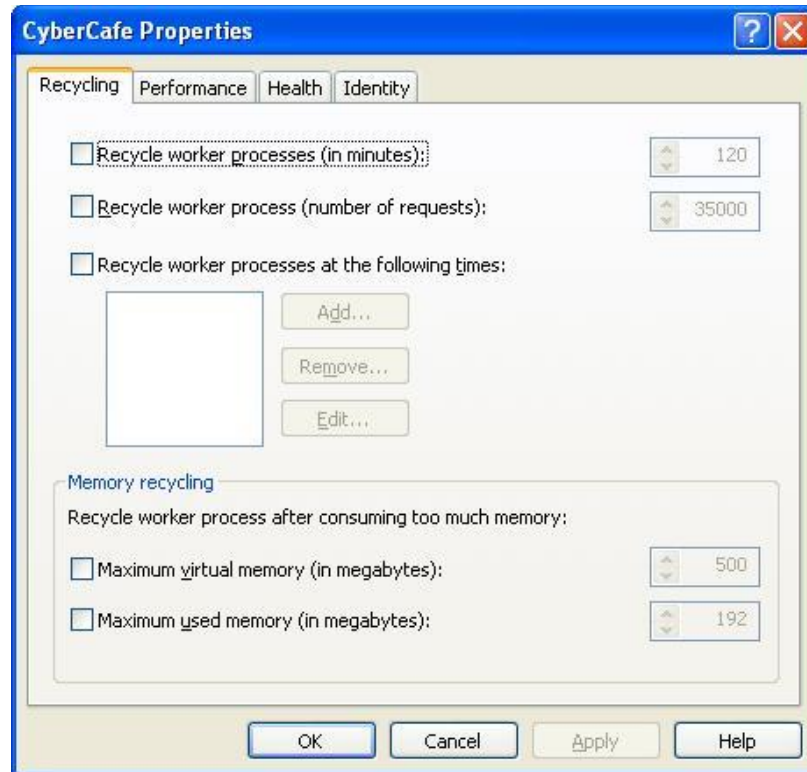 CyberCafe Properties
Recycling Performance Health Identity
Recycle worker processes (in minutes): 120
Recycle worker process (number of requests): 35000
Recycle worker processes at the following times:
Add...
Remove...
Edit...
Memory recycling
Recycle worker process after consuming too much memory:
Maximum virtual memory (in megabytes): 500
Maximum used memory (in megabytes): 192
OK Cancel Apply Help